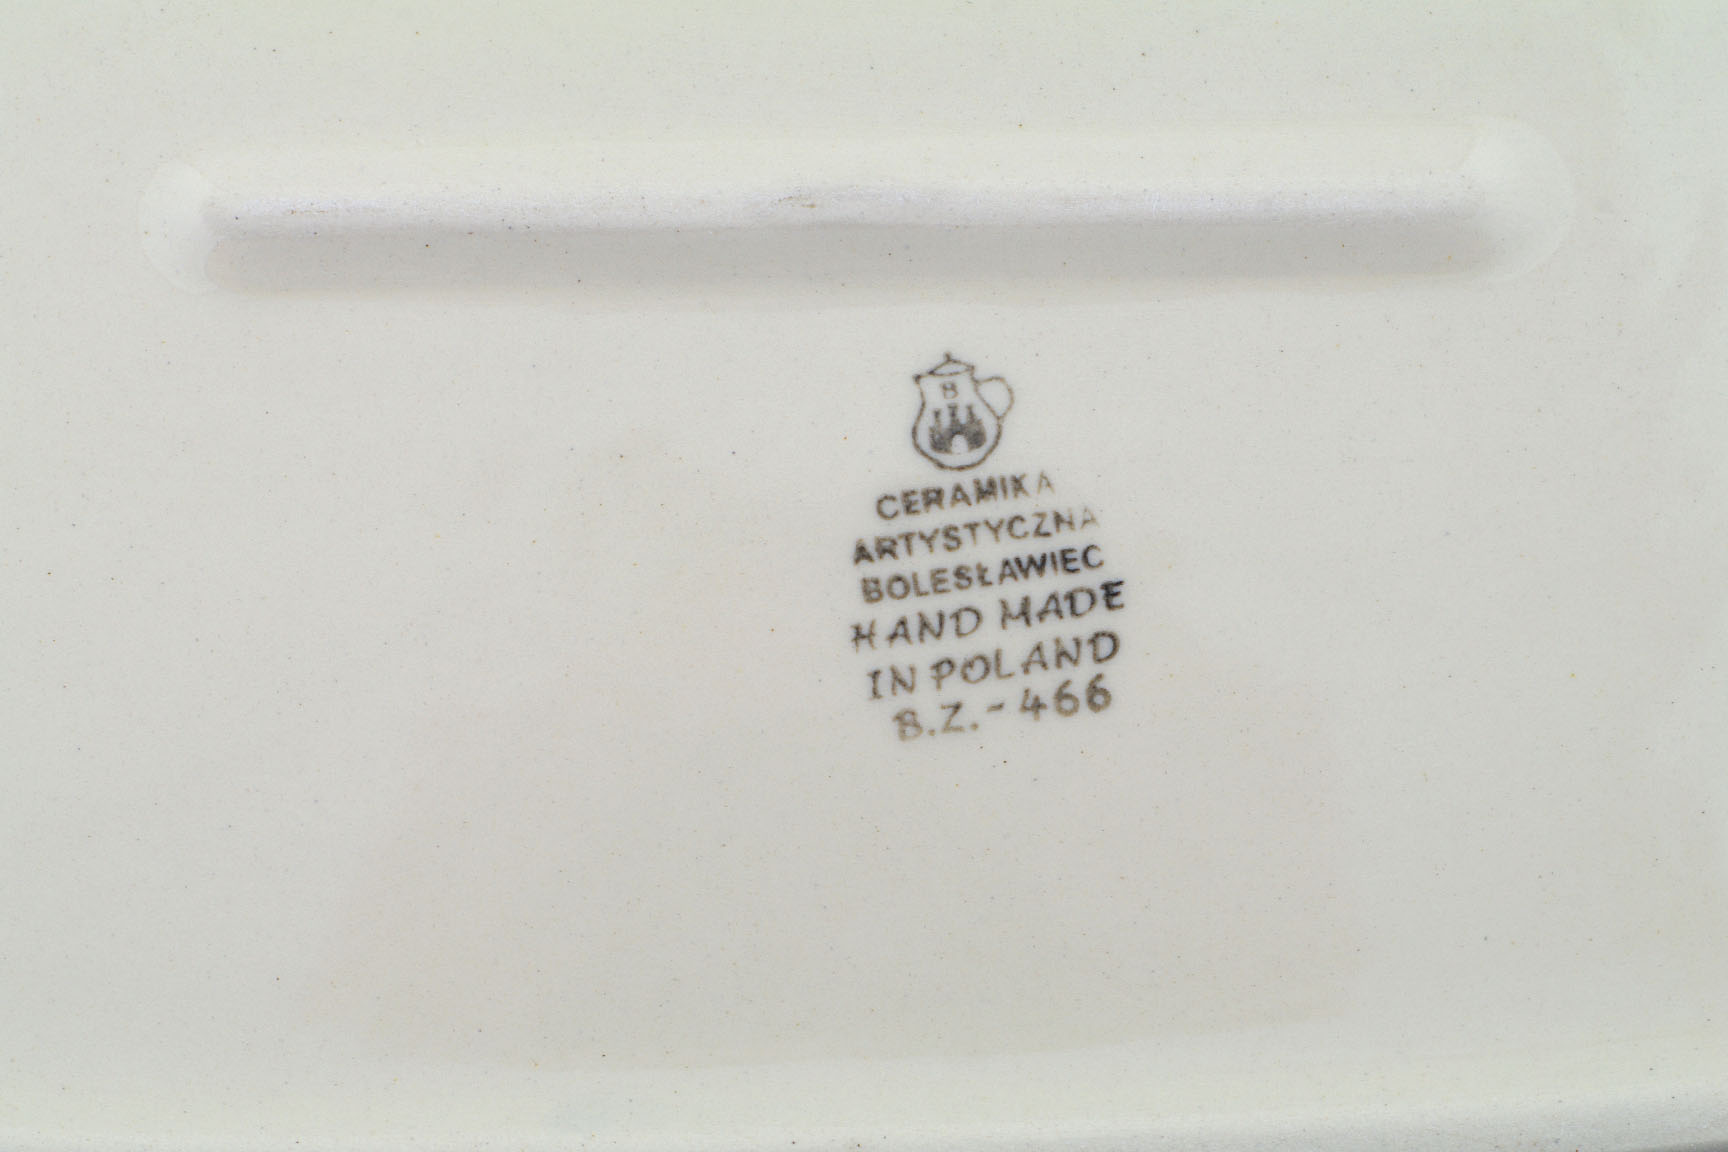 B
CERAMIKA
ARTYSTYCZNA
BOLESŁAWIEC
HAND MADE
IN POLAND
B.Z.-466